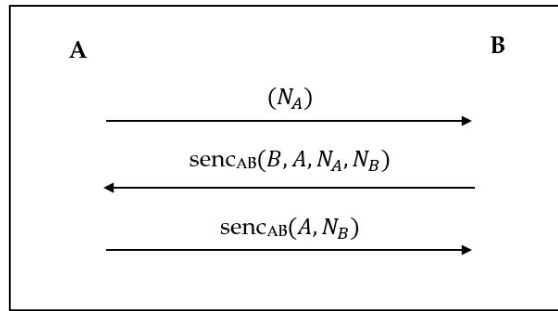 A
B
(N_A)
senc_AB(B, A, N_A, N_B)
senc_AB(A, N_B)